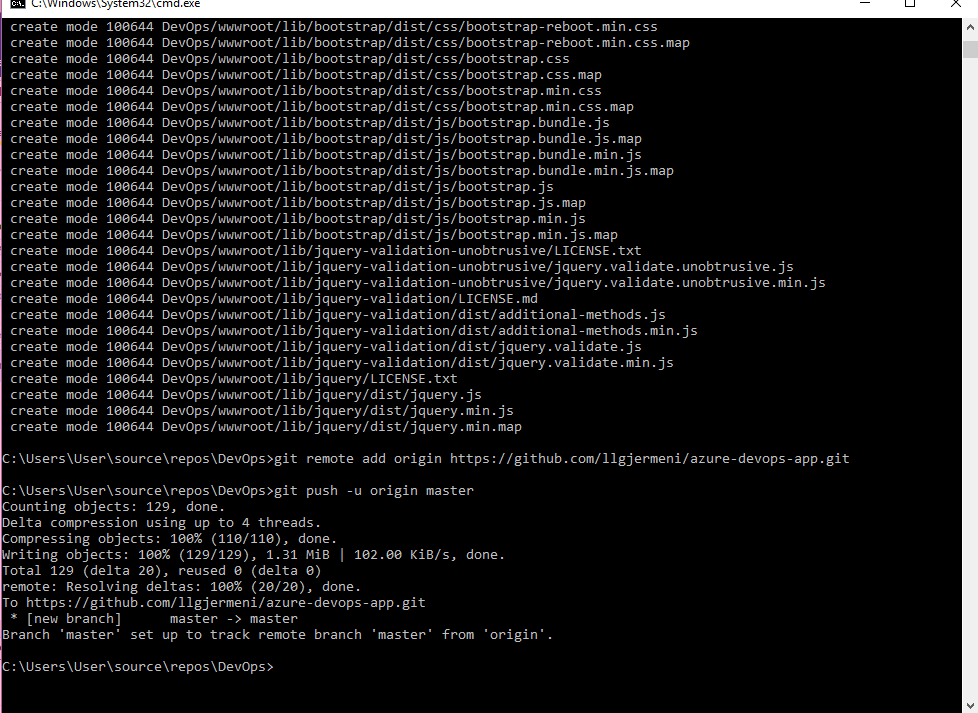 C:\Windows\System32\cmd.exe
create mode 100644 DevOps/wwwroot/lib/bootstrap/dist/css/bootstrap-reboot.min.css
create mode 100644 DevOps/wwwroot/lib/bootstrap/dist/css/bootstrap-reboot.min.css.map
create mode 100644 DevOps/wwwroot/lib/bootstrap/dist/css/bootstrap.css
create mode 100644 DevOps/wwwroot/lib/bootstrap/dist/css/bootstrap.css.map
create mode 100644 DevOps/wwwroot/lib/bootstrap/dist/css/bootstrap.min.css
create mode 100644 DevOps/wwwroot/lib/bootstrap/dist/css/bootstrap.min.css.map
create mode 100644 DevOps/wwwroot/lib/bootstrap/dist/js/bootstrap.bundle.js
create mode 100644 DevOps/wwwroot/lib/bootstrap/dist/js/bootstrap.bundle.js.map
create mode 100644 DevOps/wwwroot/lib/bootstrap/dist/js/bootstrap.bundle.min.js
create mode 100644 DevOps/wwwroot/lib/bootstrap/dist/js/bootstrap.bundle.min.js.map
create mode 100644 DevOps/wwwroot/lib/bootstrap/dist/js/bootstrap.js
create mode 100644 DevOps/wwwroot/lib/bootstrap/dist/js/bootstrap.js.map
create mode 100644 DevOps/wwwroot/lib/bootstrap/dist/js/bootstrap.min.js
create mode 100644 DevOps/wwwroot/lib/bootstrap/dist/js/bootstrap.min.js.map
create mode 100644 DevOps/wwwroot/lib/jquery-validation-unobtrusive/LICENSE.txt
create mode 100644 DevOps/wwwroot/lib/jquery-validation-unobtrusive/jquery.validate.unobtrusive.js
create mode 100644 DevOps/wwwroot/lib/jquery-validation-unobtrusive/jquery.validate.unobtrusive.min.js
create mode 100644 DevOps/wwwroot/lib/jquery-validation/LICENSE.md
create mode 100644 DevOps/wwwroot/lib/jquery-validation/dist/additional-methods.js
create mode 100644 DevOps/wwwroot/lib/jquery-validation/dist/additional-methods.min.js
create mode 100644 DevOps/wwwroot/lib/jquery-validation/dist/jquery.validate.js
create mode 100644 DevOps/wwwroot/lib/jquery-validation/dist/jquery.validate.min.js
create mode 100644 DevOps/wwwroot/lib/jquery/LICENSE.txt
create mode 100644 DevOps/wwwroot/lib/jquery/dist/jquery.js
create mode 100644 DevOps/wwwroot/lib/jquery/dist/jquery.min.js
create mode 100644 DevOps/wwwroot/lib/jquery/dist/jquery.min.map
C:\Users\User\source\repos\DevOps>git remote add origin https://github.com/llgjermeni/azure-devops-app.git
C:\Users\User\source\repos\DevOps>git push -u origin master
Counting objects: 129, done.
Delta compression using up to 4 threads.
Compressing objects: 100% (110/110), done.
Writing objects: 100% (129/129), 1.31 MiB | 102.00 KiB/s, done.
Total 129 (delta 20), reused 0 (delta 0)
remote: Resolving deltas: 100% (20/20), done.
To https://github.com/llgjermeni/azure-devops-app.git
* [new branch]      master -> master
Branch 'master' set up to track remote branch 'master' from 'origin'.
C:\Users\User\source\repos\DevOps>